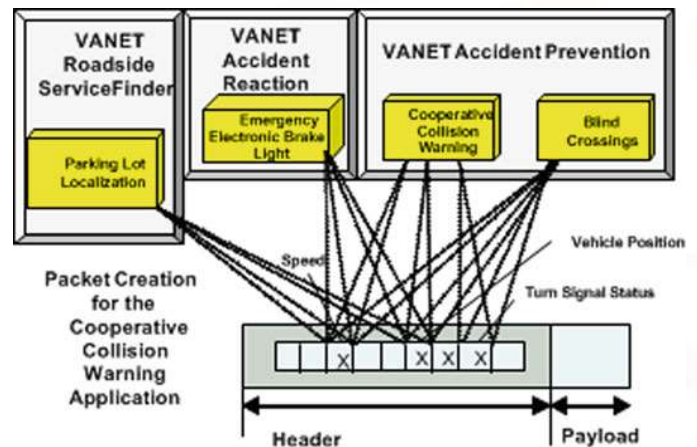 VANET
Roadside
ServiceFinder
Parking Lot
Localization
VANET
Accident
Reaction
Emergency
Electronic Brake
Light
VANET Accident Prevention
Cooperative
Collision
Warning
Blind
Crossings
Speed
Vehicle Position
Turn Signal Status
Packet Creation
for the
Cooperative
Collision
Warning
Application
X
X
X
X
Header
Payload